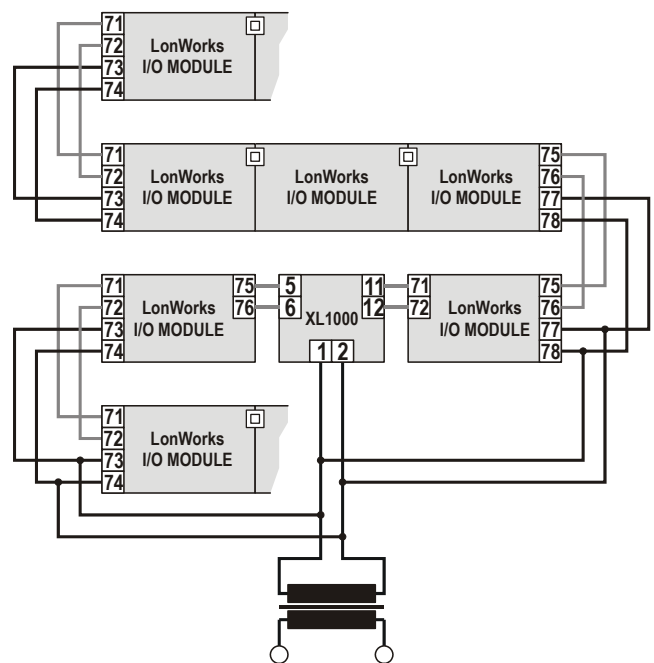 71
72
73
74
LonWorks
I/O MODULE
71
72
73
74
LonWorks
I/O MODULE
LonWorks
I/O MODULE
LonWorks
I/O MODULE
75
76
77
78
71
72
73
74
LonWorks
I/O MODULE
75
76
5
6
XL1000
11
12
1 2
71
72
LonWorks
I/O MODULE
75
76
77
78
71
72
73
74
LonWorks
I/O MODULE